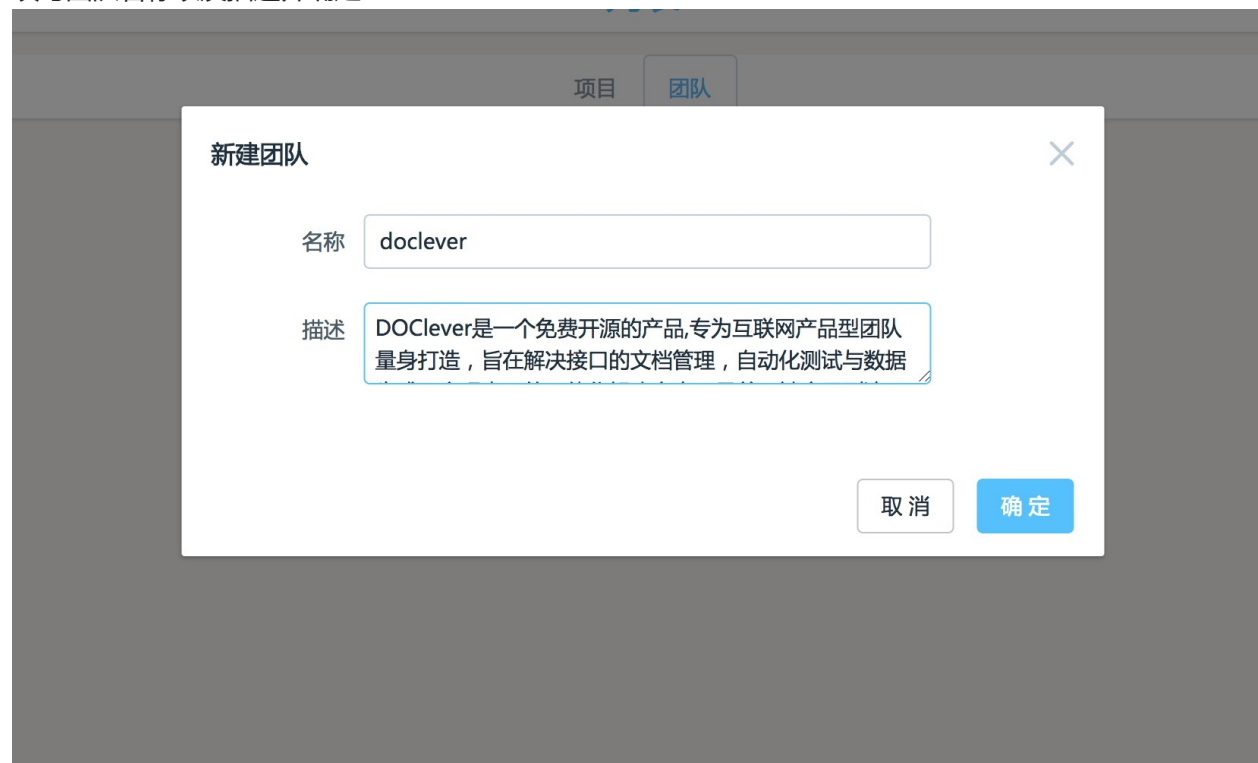 项目 团队
新建团队
名称 doclever
描述 DOClever是一个免费开源的产品,专为互联网产品型团队
量身打造，旨在解决接口的文档管理，自动化测试与数据
取消 确定